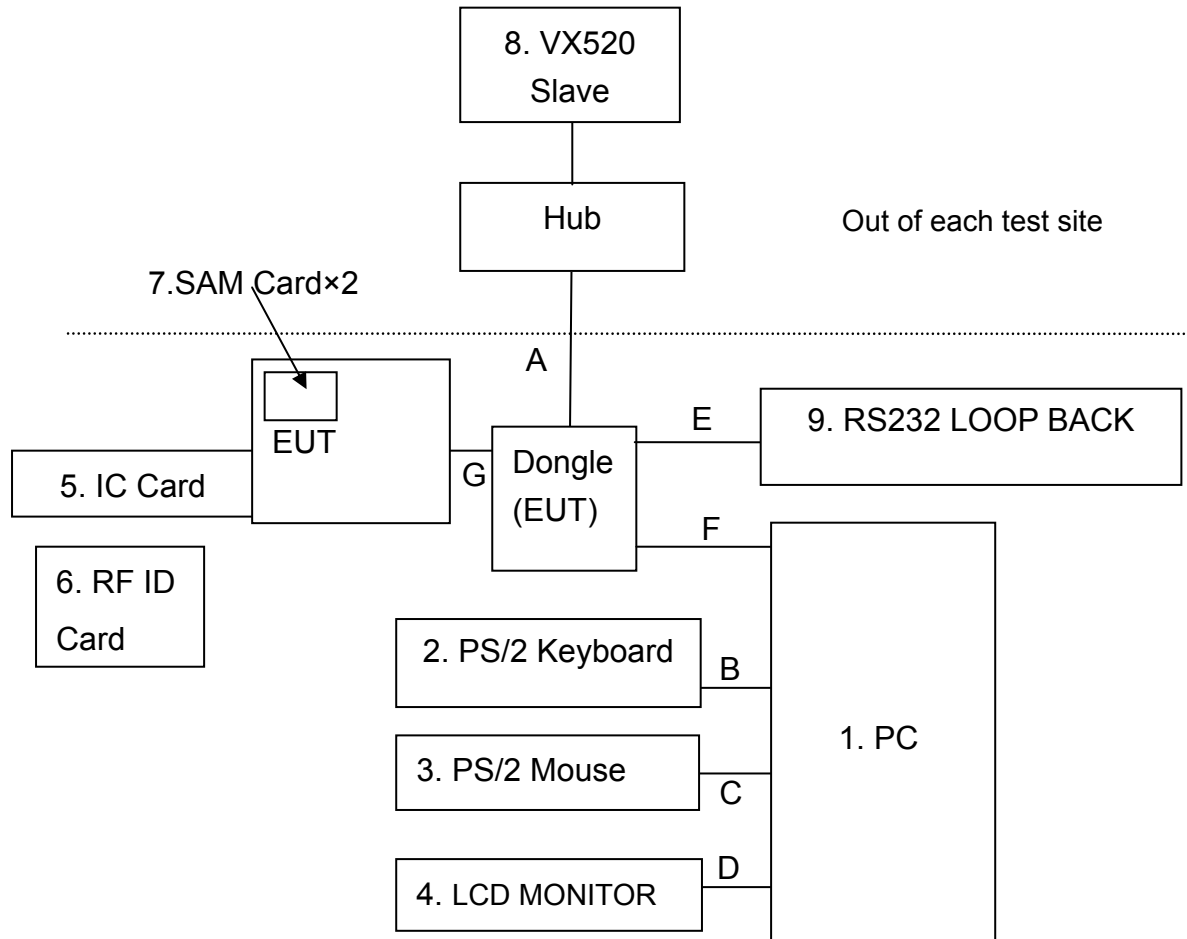 8. VX520
Slave
Hub
Out of each test site
7.SAM Card×2
A
EUT
5. IC Card
G
Dongle
(EUT)
E
9. RS232 LOOP BACK
F
6. RF ID
Card
2. PS/2 Keyboard
B
3. PS/2 Mouse
C
4. LCD MONITOR
D
1. PC